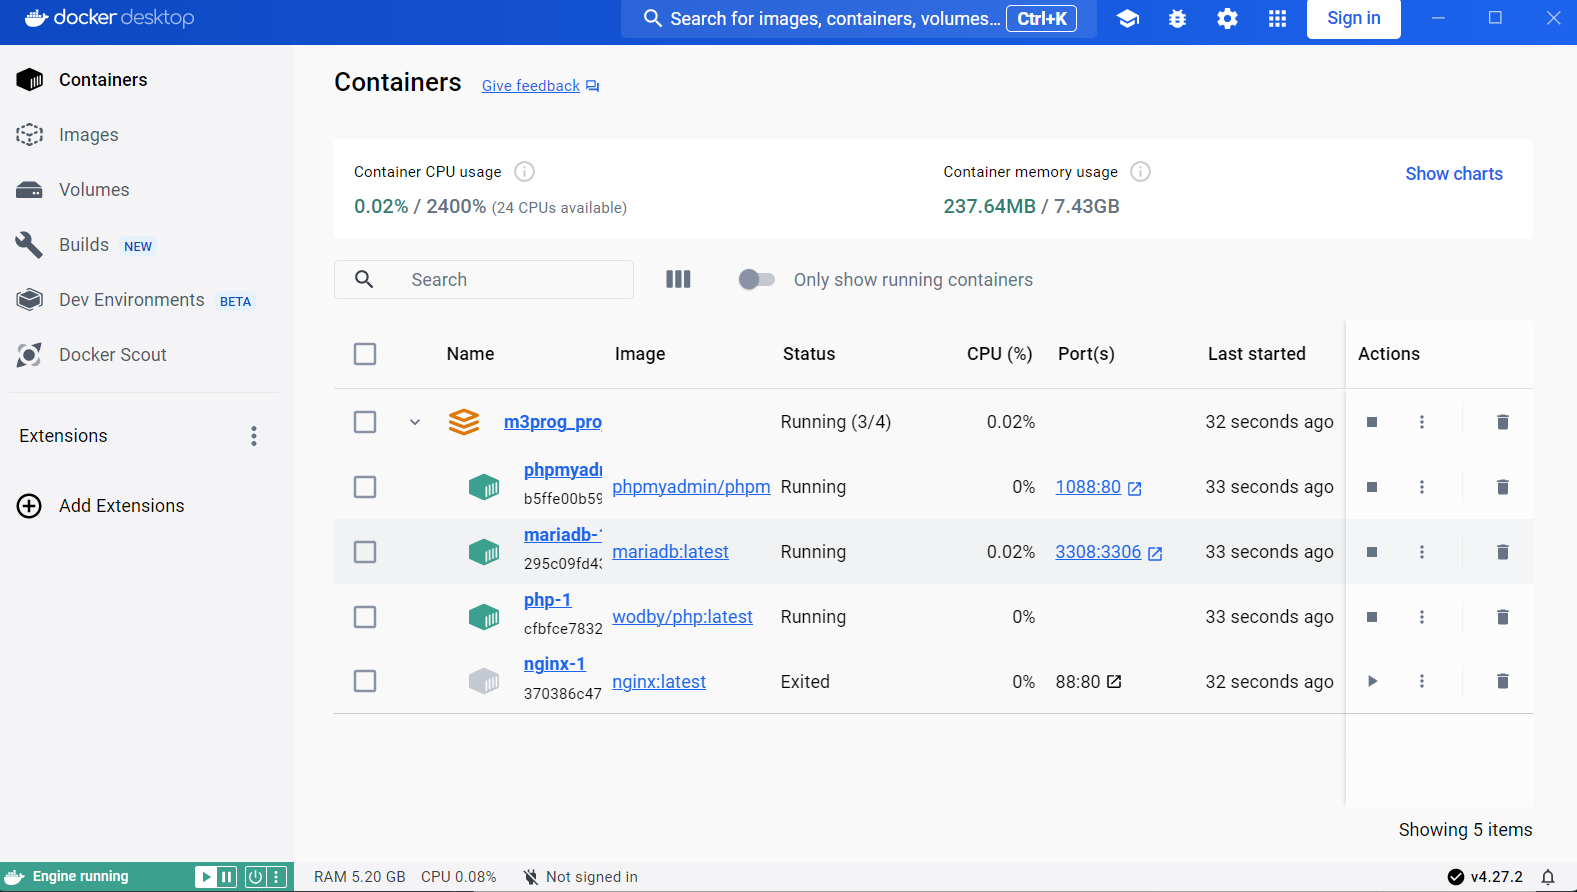 docker desktop
Search for images, containers, volumes... Ctrl+K
Sign in
Containers
Images
Volumes
Builds NEW
Dev Environments BETA
Docker Scout
Extensions
Add Extensions
Containers Give feedback
Container CPU usage
0.02% / 2400% (24 CPUs available)
Container memory usage
237.64MB / 7.43GB
Show charts
Search
Only show running containers
Name Image Status CPU (%) Port(s) Last started Actions
m3prog_pro Running (3/4) 0.02% 32 seconds ago
phpmyad
b5ffe00b59 phpmyadmin/phpm Running 0% 1088:80 33 seconds ago
mariadb-1
295c09fd43 mariadb:latest Running 0.02% 3308:3306 33 seconds ago
php-1
cfbfce7832 wodby/php:latest Running 0% 33 seconds ago
nginx-1
370386c47 nginx:latest Exited 0% 88:80 32 seconds ago
Showing 5 items
Engine running
RAM 5.20 GB CPU 0.08% Not signed in
v4.27.2